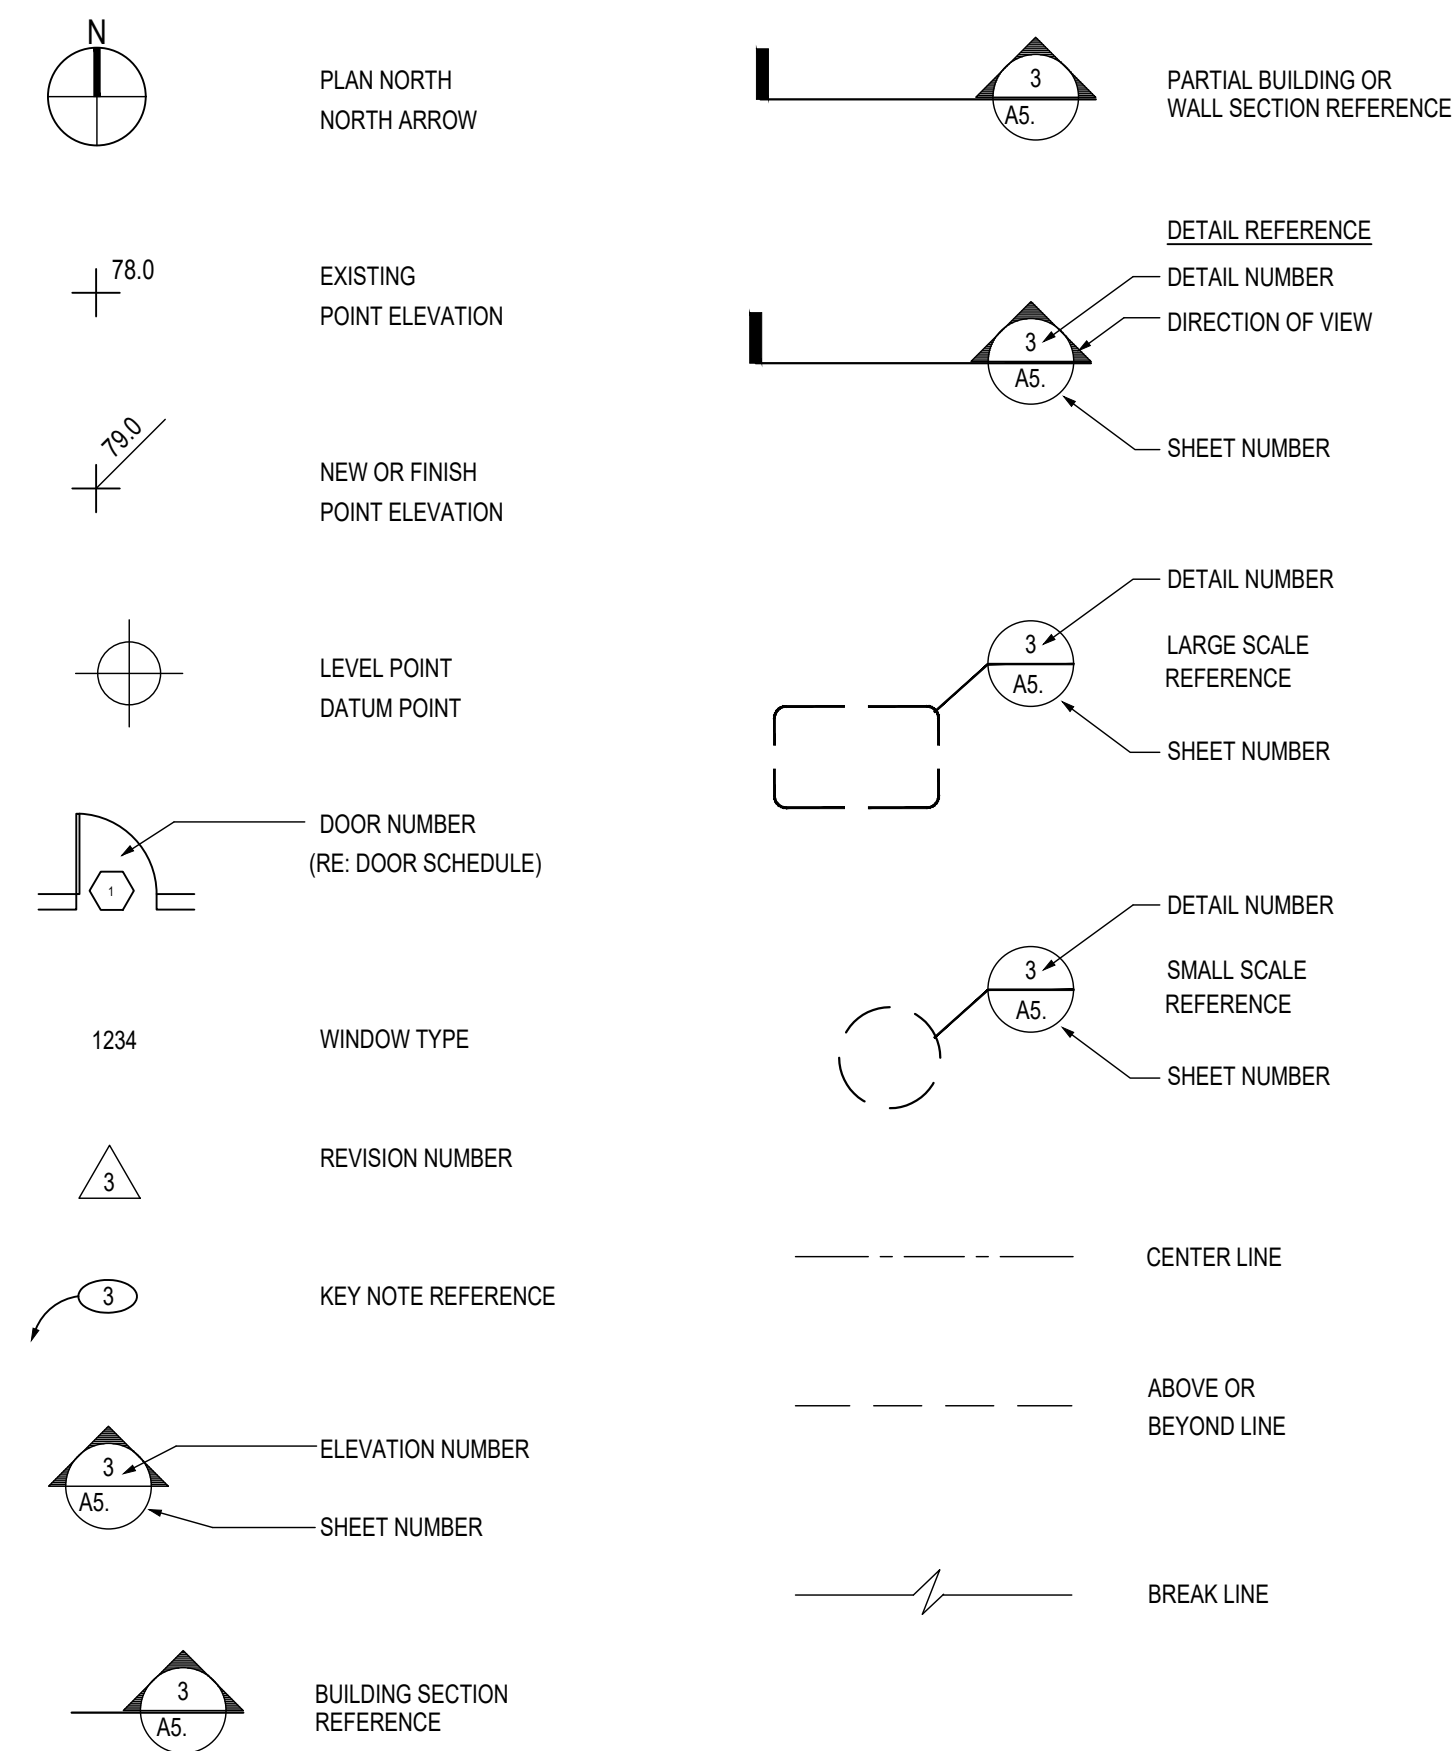 N
PLAN NORTH
NORTH ARROW
78.0
EXISTING
POINT ELEVATION
79.0
NEW OR FINISH
POINT ELEVATION
LEVEL POINT
DATUM POINT
DOOR NUMBER
(RE: DOOR SCHEDULE)
1
1234
WINDOW TYPE
REVISION NUMBER
3
3
KEY NOTE REFERENCE
ELEVATION NUMBER
3
A5.
SHEET NUMBER
3
A5.
BUILDING SECTION
REFERENCE
3
A5.
PARTIAL BUILDING OR
WALL SECTION REFERENCE
DETAIL REFERENCE
DETAIL NUMBER
DIRECTION OF VIEW
3
A5.
SHEET NUMBER
DETAIL NUMBER
3
A5.
LARGE SCALE
REFERENCE
SHEET NUMBER
DETAIL NUMBER
3
A5.
SMALL SCALE
REFERENCE
SHEET NUMBER
CENTER LINE
ABOVE OR
BEYOND LINE
BREAK LINE